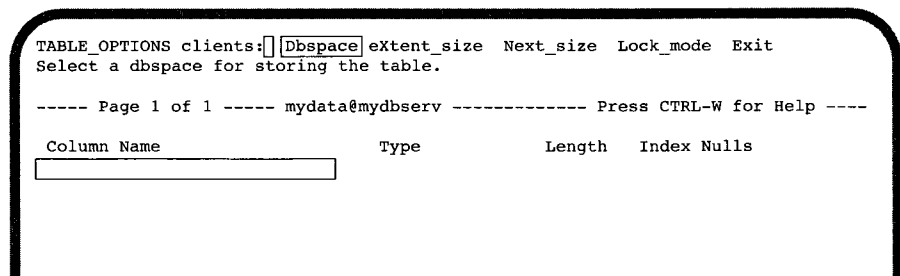 TABLE_OPTIONS clients: Dbspace eXtent_size Next_size Lock_mode Exit
Select a dbspace for storing the table.
----- Page 1 of 1 ----- mydata@mydbserv ------------- Press CTRL-W for Help ----
Column Name Type Length Index Nulls